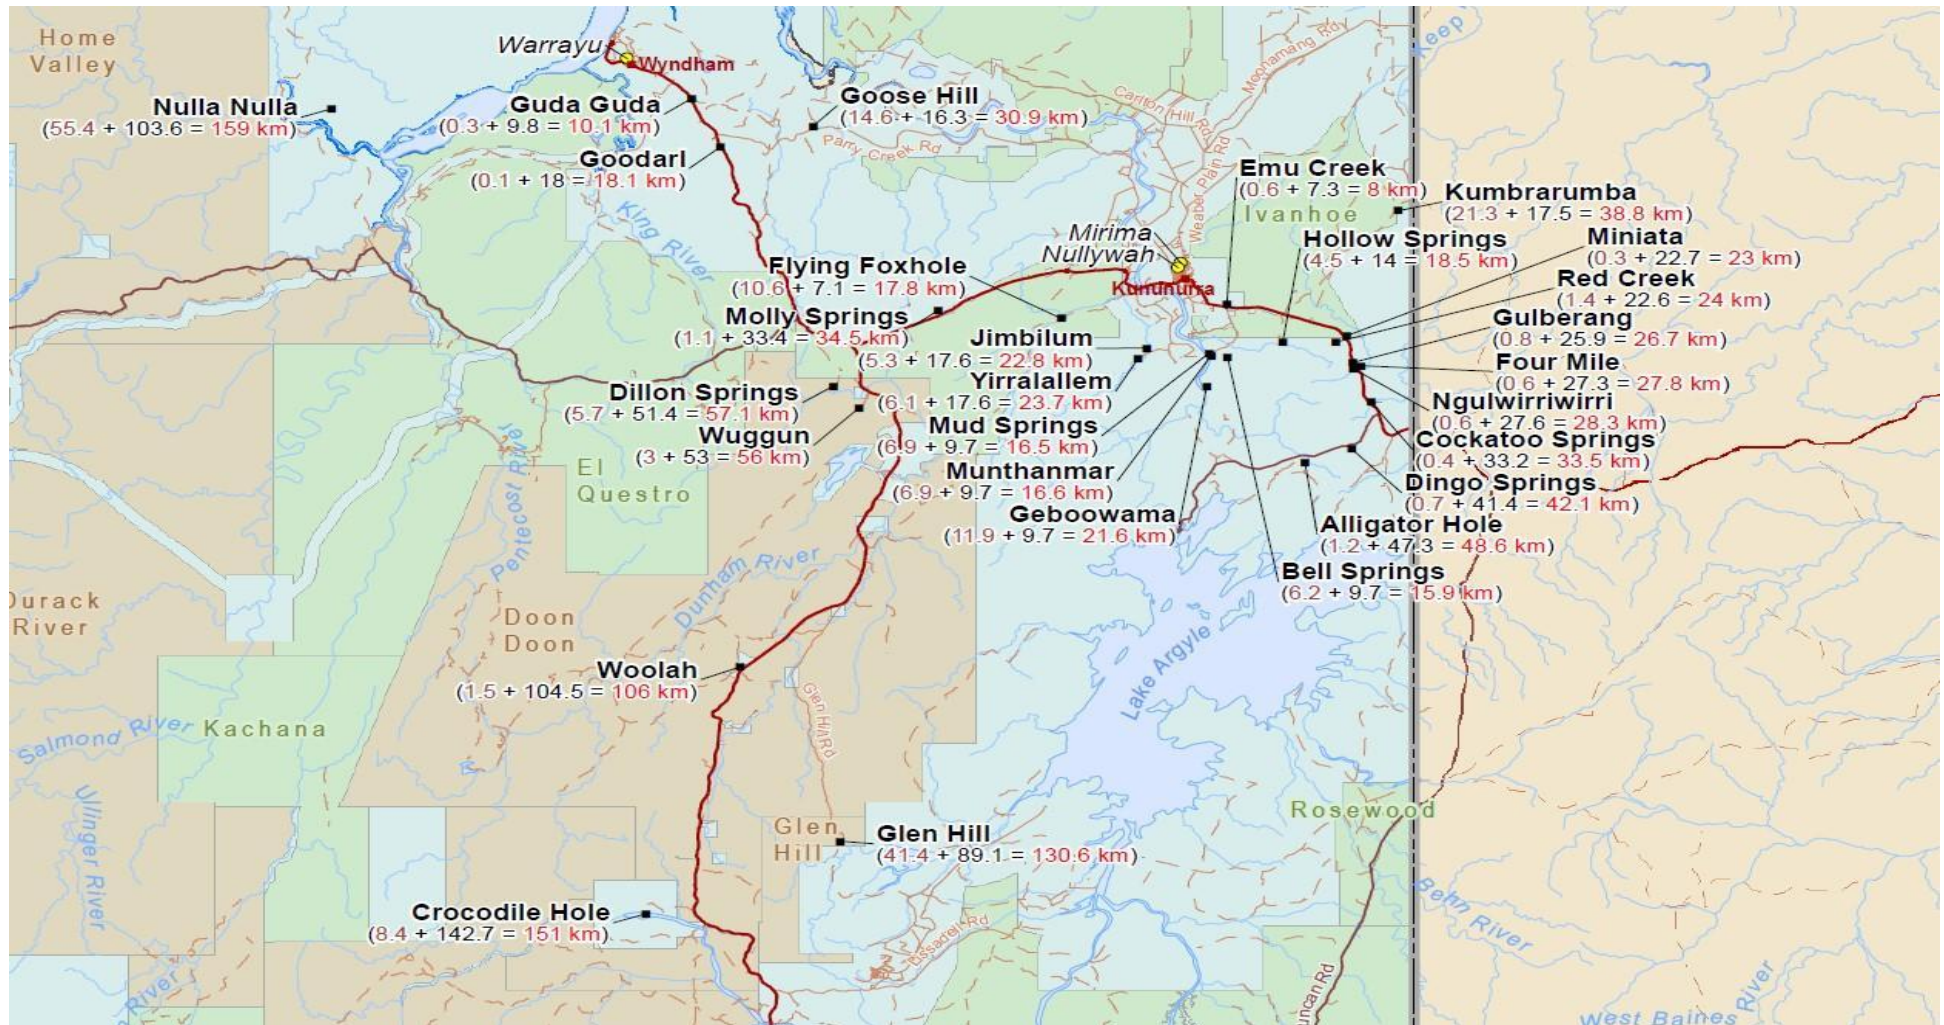 Home
Valley
Warrayu
Wyndham
Keep
Moonamang Rd
Nulla Nulla
(55.4 + 103.6 = 159 km)
Guda Guda
(0.3 + 9.8 = 10.1 km)
Goose Hill
(14.6 + 16.3 = 30.9 km)
Carlton Hill Rd
Parry Creek Rd
Weaber Plain Rd
Goodarl
(0.1 + 18 = 18.1 km)
Emu Creek
(0.6 + 7.3 = 8 km)
Ivanhoe
Kumbrarumba
(21.3 + 17.5 = 38.8 km)
King River
Mirima
Nullywah
Kununurra
Hollow Springs
(4.5 + 14 = 18.5 km)
Miniata
(0.3 + 22.7 = 23 km)
Flying Foxhole
(10.6 + 7.1 = 17.8 km)
Red Creek
(1.4 + 22.6 = 24 km)
Molly Springs
(1.1 + 33.4 = 34.5 km)
Gulberang
(0.8 + 25.9 = 26.7 km)
Jimbilum
(5.3 + 17.6 = 22.8 km)
Four Mile
(0.6 + 27.3 = 27.8 km)
Dillon Springs
(5.7 + 51.4 = 57.1 km)
Yirralallem
(6.1 + 17.6 = 23.7 km)
Ngulwirriwirri
(0.6 + 27.6 = 28.3 km)
Wuggun
(3 + 53 = 56 km)
Mud Springs
(6.9 + 9.7 = 16.5 km)
Cockatoo Springs
(0.4 + 33.2 = 33.5 km)
El
Questro
Pentecost River
Munthanmar
(6.9 + 9.7 = 16.6 km)
Dingo Springs
(0.7 + 41.4 = 42.1 km)
Geboowama
(11.9 + 9.7 = 21.6 km)
Alligator Hole
(1.2 + 47.3 = 48.6 km)
Bell Springs
(6.2 + 9.7 = 15.9 km)
Dunham River
Durack
River
Doon
Doon
Lake Argyle
Woolah
(1.5 + 104.5 = 106 km)
Glen Hill Rd
Salmond River
Kachana
Ullinger River
Rosewood
Glen
Hill
Glen Hill
(41.4 + 89.1 = 130.6 km)
Crocodile Hole
(8.4 + 142.7 = 151 km)
Behn River
Lissadell Rd
River
uncan Rd
West Baines River